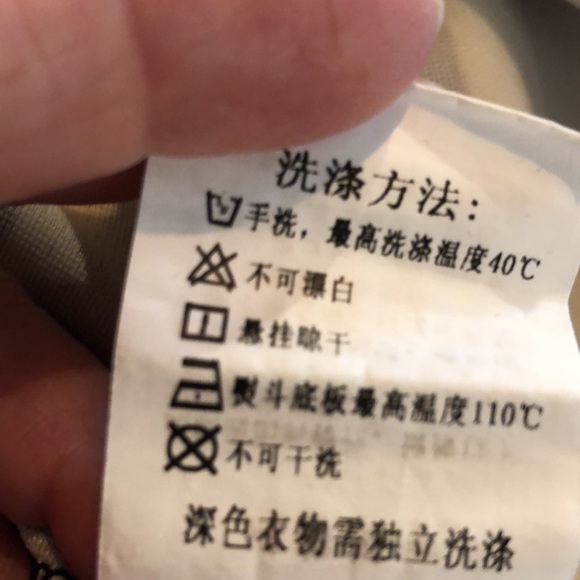 洗涤方法:
手洗，最高洗涤温度40℃
不可漂白
悬挂晾干
熨斗底板最高温度110℃
不可干洗
深色衣物需独立洗涤